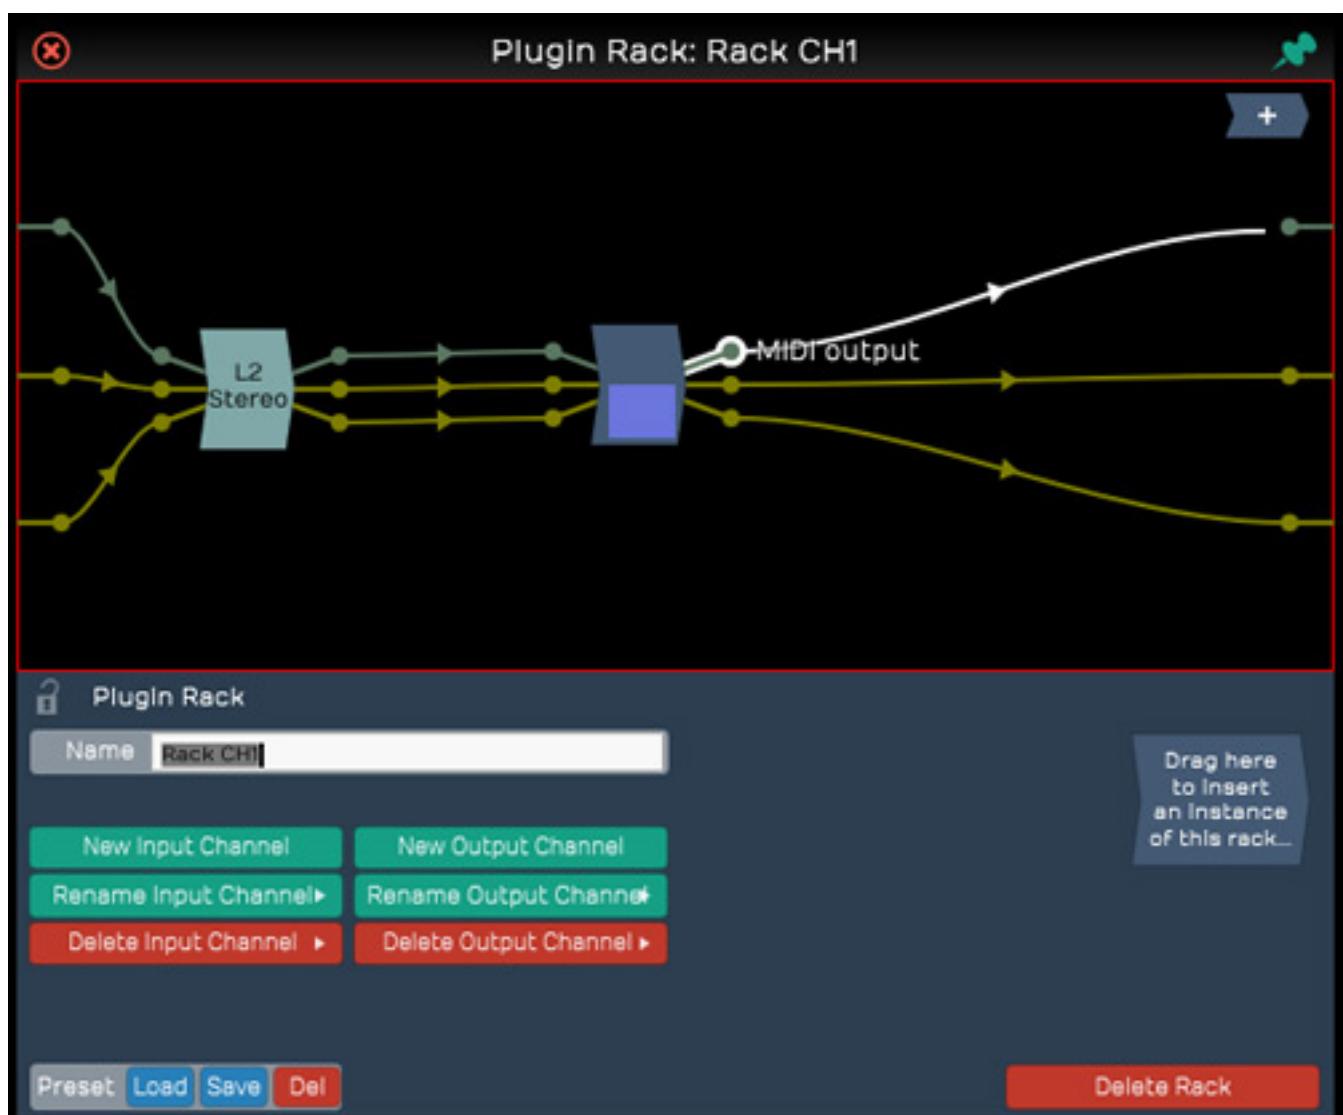 Plugin Rack: Rack CH1
+
L2
Stereo
MIDI output
Plugin Rack
Name
Rack CH1
Drag here
to insert
an instance
of this rack...
New Input Channel
New Output Channel
Rename Input Channel
Rename Output Channel
Delete Input Channel
Delete Output Channel
Preset Load Save Del
Delete Rack